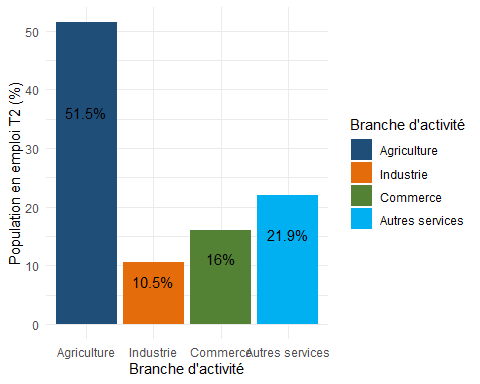 Population en emploi T2 (%)
50
40
30
20
10
0
51.5%
10.5%
16%
21.9%
Agriculture
Industrie
Commerce
Autres services
Branche d'activité
Branche d'activité
Agriculture
Industrie
Commerce
Autres services